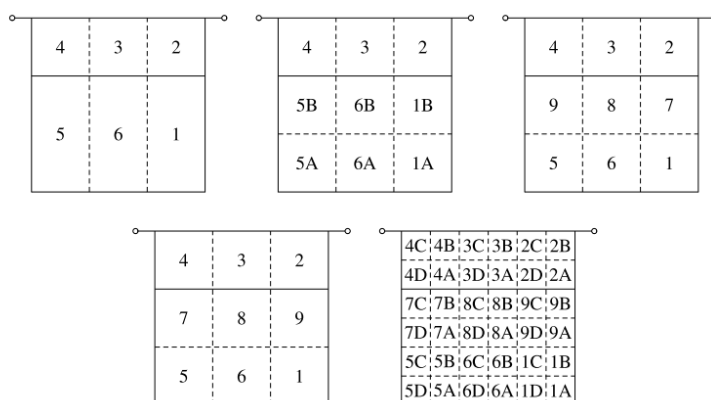 4 3 2
5 6 1
4 3 2
5B 6B 1B
5A 6A 1A
4 3 2
9 8 7
5 6 1
4 3 2
7 8 9
5 6 1
4C 4B 3C 3B 2C 2B
4D 4A 3D 3A 2D 2A
7C 7B 8C 8B 9C 9B
7D 7A 8D 8A 9D 9A
5C 5B 6C 6B 1C 1B
5D 5A 6D 6A 1D 1A